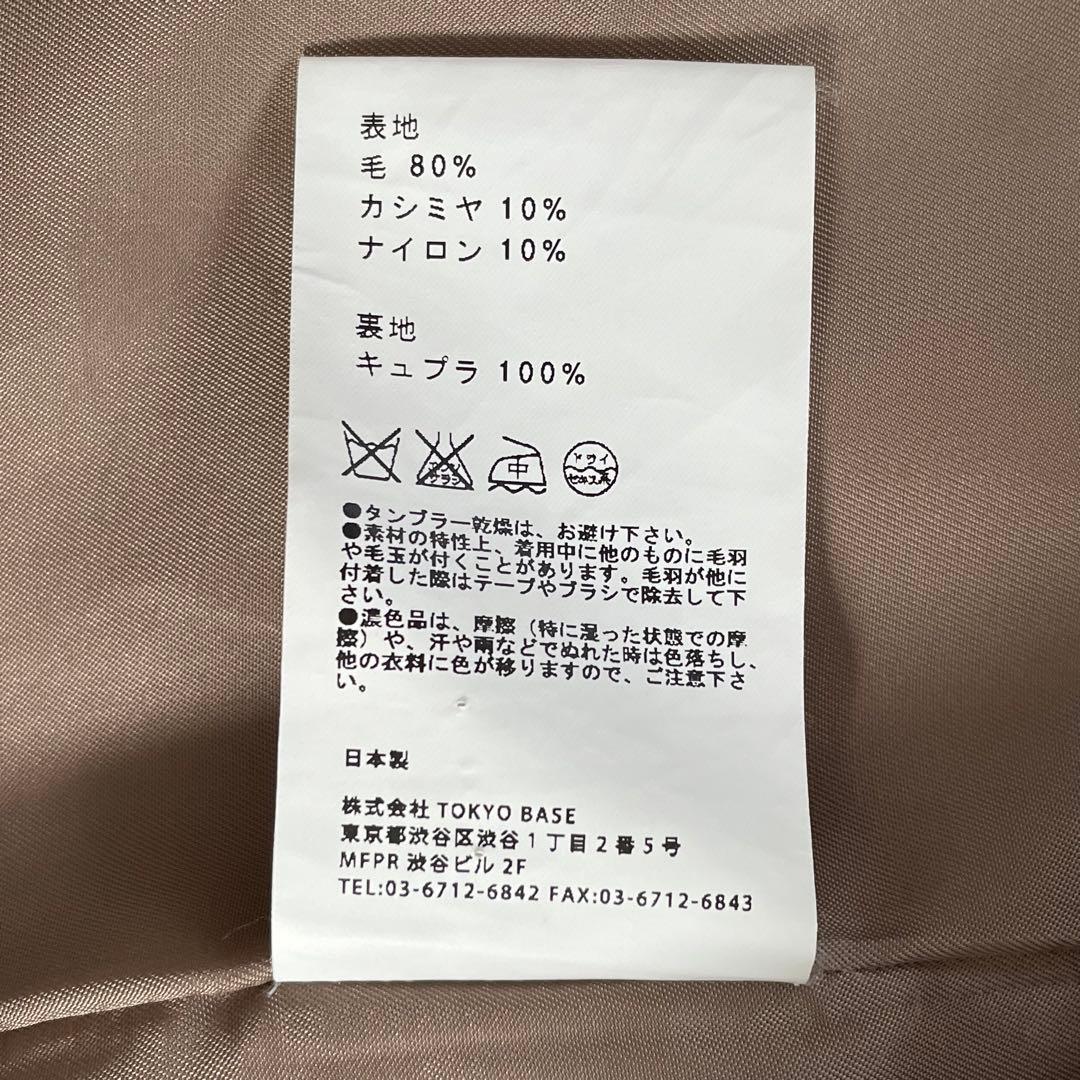 表地
毛 80%
カシミヤ 10%
ナイロン 10%
裏地
キュプラ 100%
エンソ
サラシ
中
ドライ
セキユ系
●タンブラー乾燥は、お避け下さい。
●素材の特性上、着用中に他のものに毛羽
や毛玉が付くことがあります。毛羽が他に
付着した際はテープやブラシで除去して下
さい。
●濃色品は、摩擦（特に湿った状態での摩
擦）や、汗や雨などでぬれた時は色落ちし、
他の衣料に色が移りますので、ご注意下さ
い。
日本製
株式会社 TOKYO BASE
東京都渋谷区渋谷1丁目2番5号
MFPR 渋谷ビル 2F
TEL:03-6712-6842 FAX:03-6712-6843